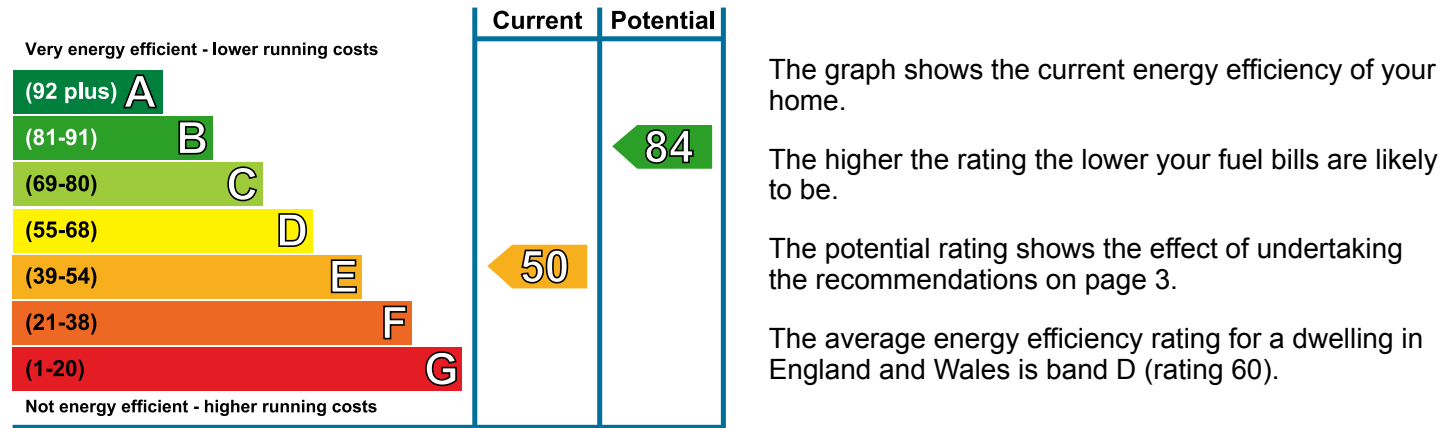 Current Potential
Very energy efficient - lower running costs
(92 plus) A
(81-91) B
84
(69-80) C
(55-68) D
(39-54) E
50
(21-38) F
(1-20) G
Not energy efficient - higher running costs
The graph shows the current energy efficiency of your
home.
The higher the rating the lower your fuel bills are likely
to be.
The potential rating shows the effect of undertaking
the recommendations on page 3.
The average energy efficiency rating for a dwelling in
England and Wales is band D (rating 60).